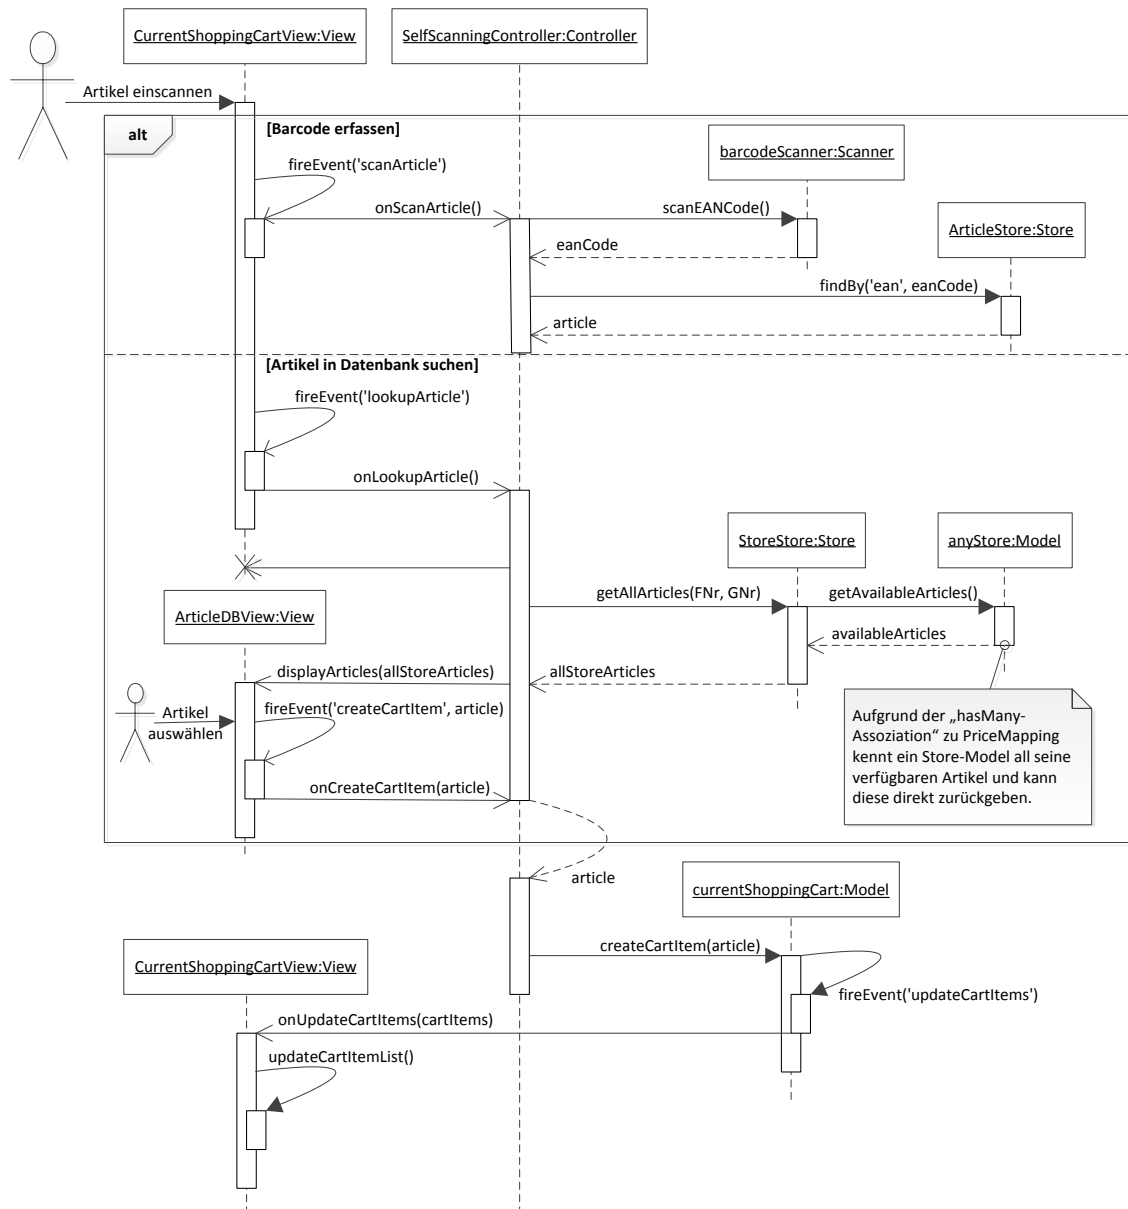 CurrentShoppingCartView:View
SelfScanningController:Controller
Artikel einscannen
alt
[Barcode erfassen]
barcodeScanner:Scanner
fireEvent('scanArticle')
onScanArticle()
scanEANCode()
ArticleStore:Store
eanCode
findBy('ean', eanCode)
article
[Artikel in Datenbank suchen]
fireEvent('lookupArticle')
onLookupArticle()
StoreStore:Store
anyStore:Model
getAllArticles(FNr, GNr)
getAvailableArticles()
ArticleDBView:View
availableArticles
displayArticles(allStoreArticles)
allStoreArticles
Artikel
auswählen
fireEvent('createCartItem', article)
Aufgrund der „hasMany-
Assoziation“ zu PriceMapping
kennt ein Store-Model all seine
verfügbaren Artikel und kann
diese direkt zurückgeben.
onCreateCartItem(article)
article
currentShoppingCart:Model
createCartItem(article)
CurrentShoppingCartView:View
fireEvent('updateCartItems')
onUpdateCartItems(cartItems)
updateCartItemList()